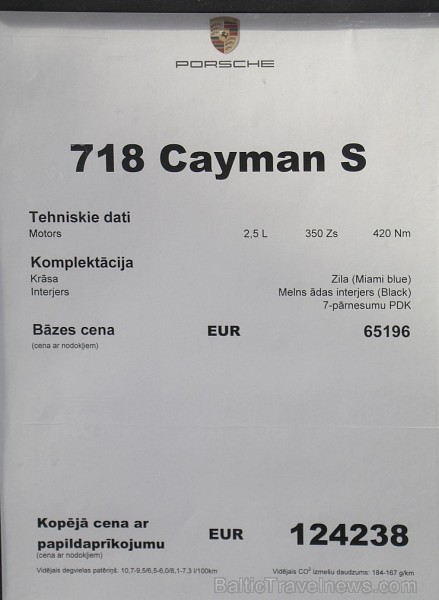 PORSCHE
718 Cayman S
Tehniskie dati
Motors 2,5 L 350 Zs 420 Nm
Komplektācija
Krāsa Zila (Miami blue)
Interjers Melns ādas interjers (Black)
7-pārnesumu PDK
Bāzes cena EUR 65196
(cena ar nodokļiem)
Kopējā cena ar
papildaprīkojumu EUR 124238
(cena ar nodokļiem)
Vidējais degvielas patēriņš: 10,7-9,5/6,5-6,0/8,1-7,3 l/100km Vidējais CO² izmešu daudzums: 184-167 g/km
BalticTravelnews.com